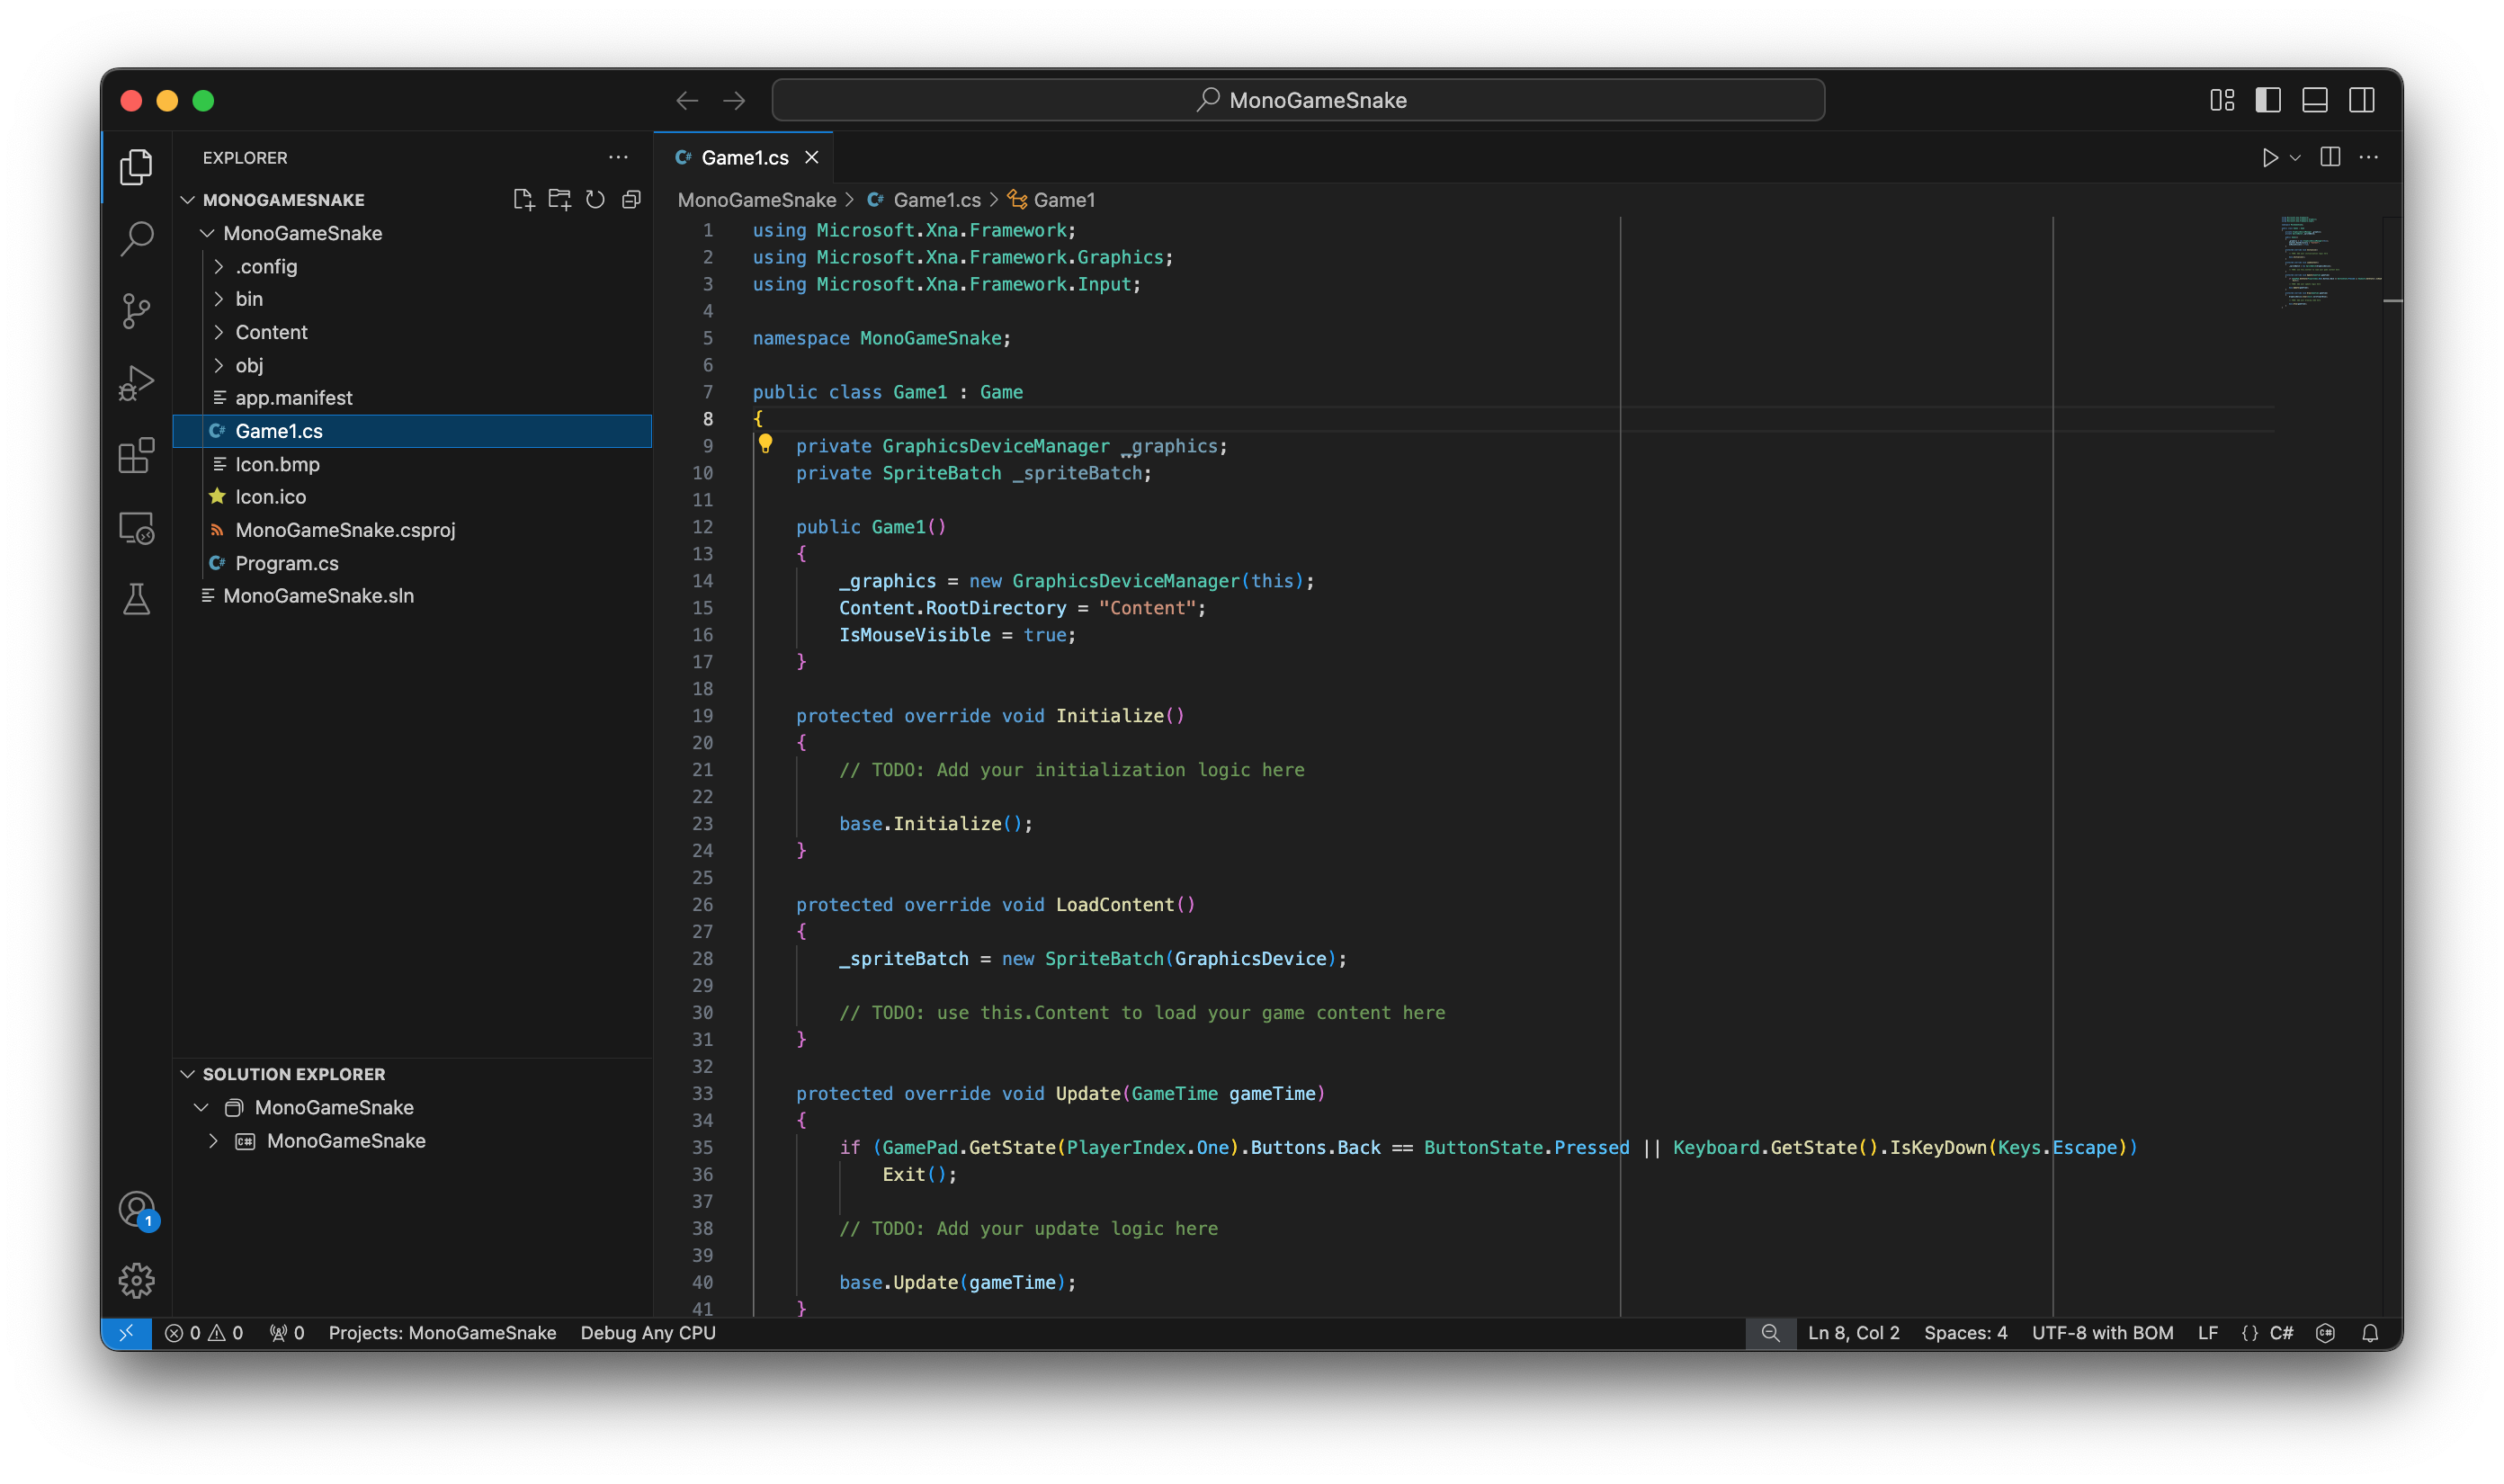 MonoGameSnake
EXPLORER
MONOGAMESNAKE
MonoGameSnake
.config
bin
Content
obj
app.manifest
Game1.cs
Icon.bmp
Icon.ico
MonoGameSnake.csproj
Program.cs
MonoGameSnake.sln
SOLUTION EXPLORER
MonoGameSnake
MonoGameSnake
1
Game1.cs
MonoGameSnake > Game1.cs > Game1
1 using Microsoft.Xna.Framework;
2 using Microsoft.Xna.Framework.Graphics;
3 using Microsoft.Xna.Framework.Input;
4
5 namespace MonoGameSnake;
6
7 public class Game1 : Game
8 {
9 private GraphicsDeviceManager _graphics;
10 private SpriteBatch _spriteBatch;
11
12 public Game1()
13 {
14 _graphics = new GraphicsDeviceManager(this);
15 Content.RootDirectory = "Content";
16 IsMouseVisible = true;
17 }
18
19 protected override void Initialize()
20 {
21 // TODO: Add your initialization logic here
22
23 base.Initialize();
24 }
25
26 protected override void LoadContent()
27 {
28 _spriteBatch = new SpriteBatch(GraphicsDevice);
29
30 // TODO: use this.Content to load your game content here
31 }
32
33 protected override void Update(GameTime gameTime)
34 {
35 if (GamePad.GetState(PlayerIndex.One).Buttons.Back == ButtonState.Pressed || Keyboard.GetState().IsKeyDown(Keys.Escape))
36 Exit();
37
38 // TODO: Add your update logic here
39
40 base.Update(gameTime);
41 }
0 0 0 Projects: MonoGameSnake Debug Any CPU Ln 8, Col 2 Spaces: 4 UTF-8 with BOM LF {} C#